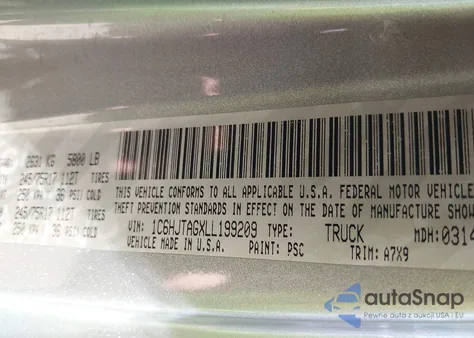 2631 KG 5800 LB
245/75R17 112T TIRES
250 KPA 36 PSI COLD
245/75R17 112T TIRES
250 KPA 36 PSI COLD
THIS VEHICLE CONFORMS TO ALL APPLICABLE U.S.A. FEDERAL MOTOR VEHICLE
THEFT PREVENTION STANDARDS IN EFFECT ON THE DATE OF MANUFACTURE
VIN: 1C6HJTAGXLL199209 TYPE: TRUCK MDH: 0314
VEHICLE MADE IN U.S.A. PAINT: PSC TRIM: A7X9
autoSnap
Pewne auta z aukcji USA i EU